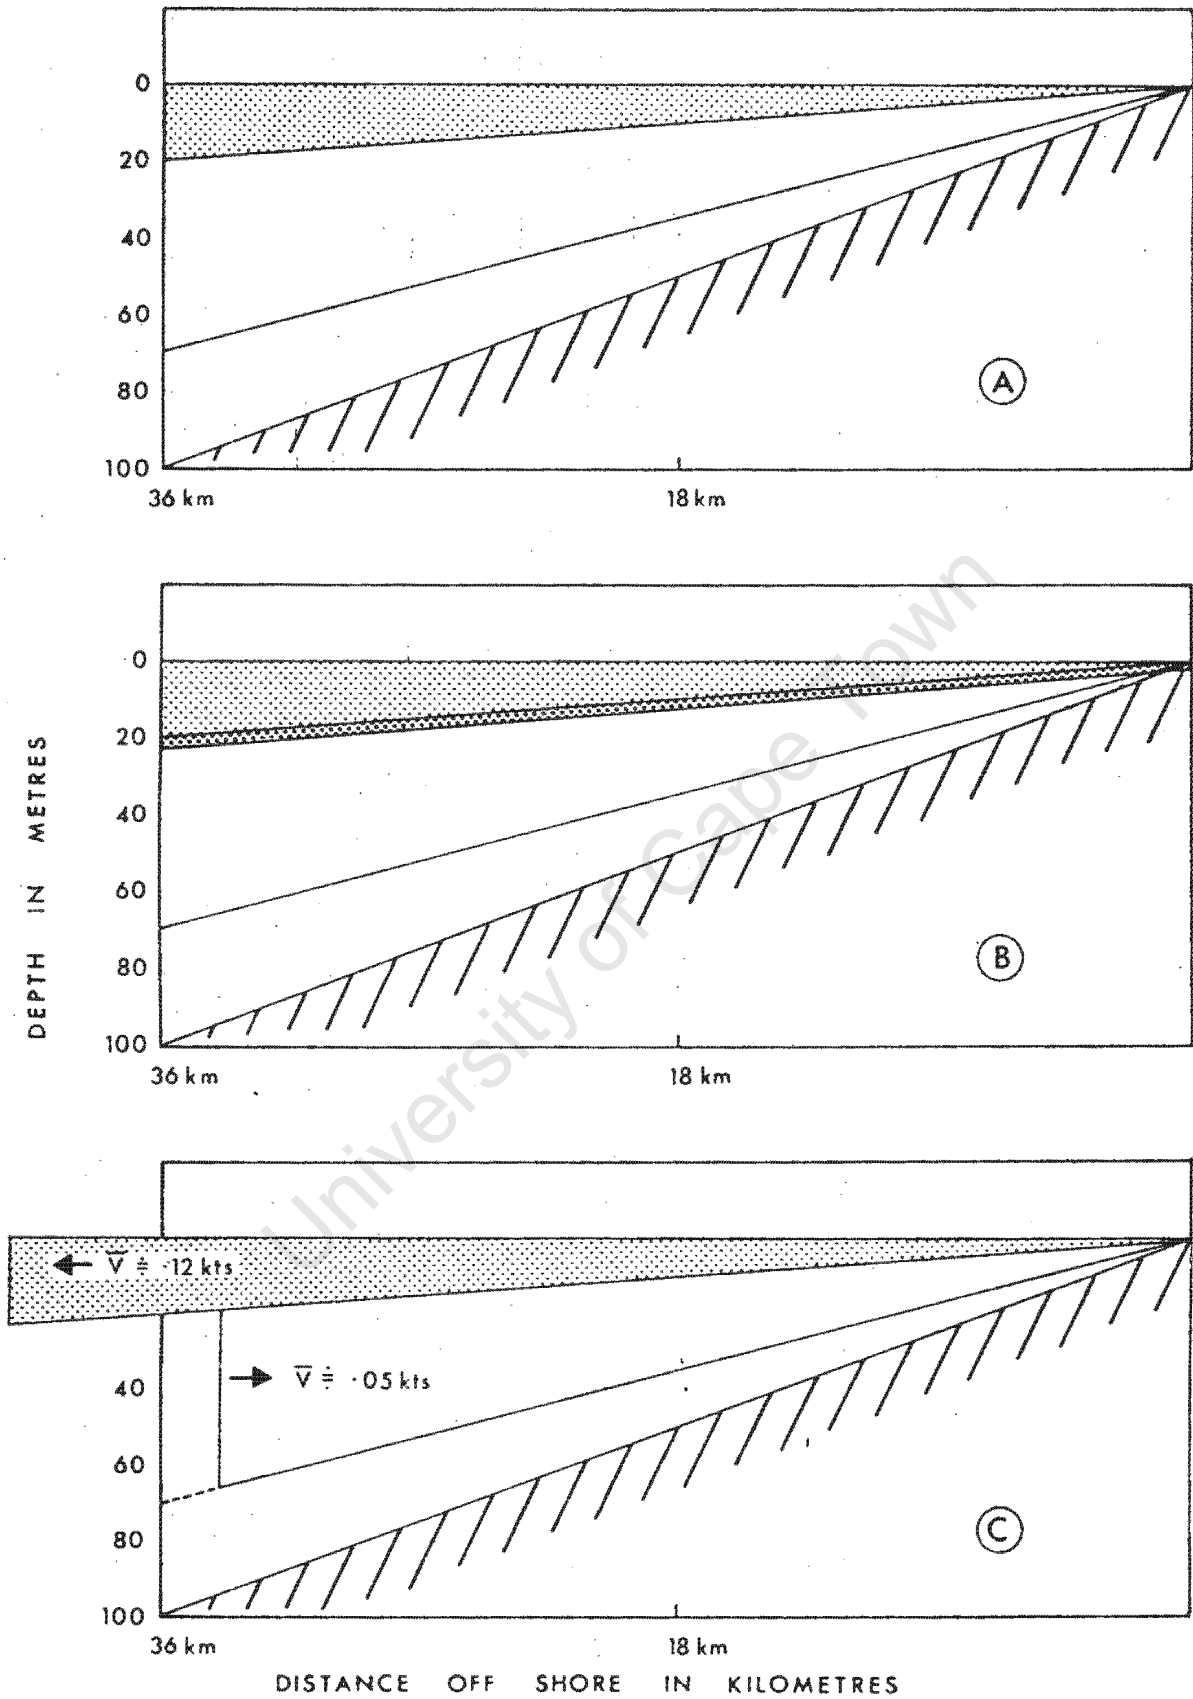 0
20
40
60
80
100
36 km
18 km
A
0
20
40
60
80
100
36 km
18 km
B
DEPTH IN METRES
V̅ ≑ ·12 kts
V̅ ≑ ·05 kts
40
60
80
100
36 km
18 km
C
DISTANCE OFF SHORE IN KILOMETRES
University of Cape Town